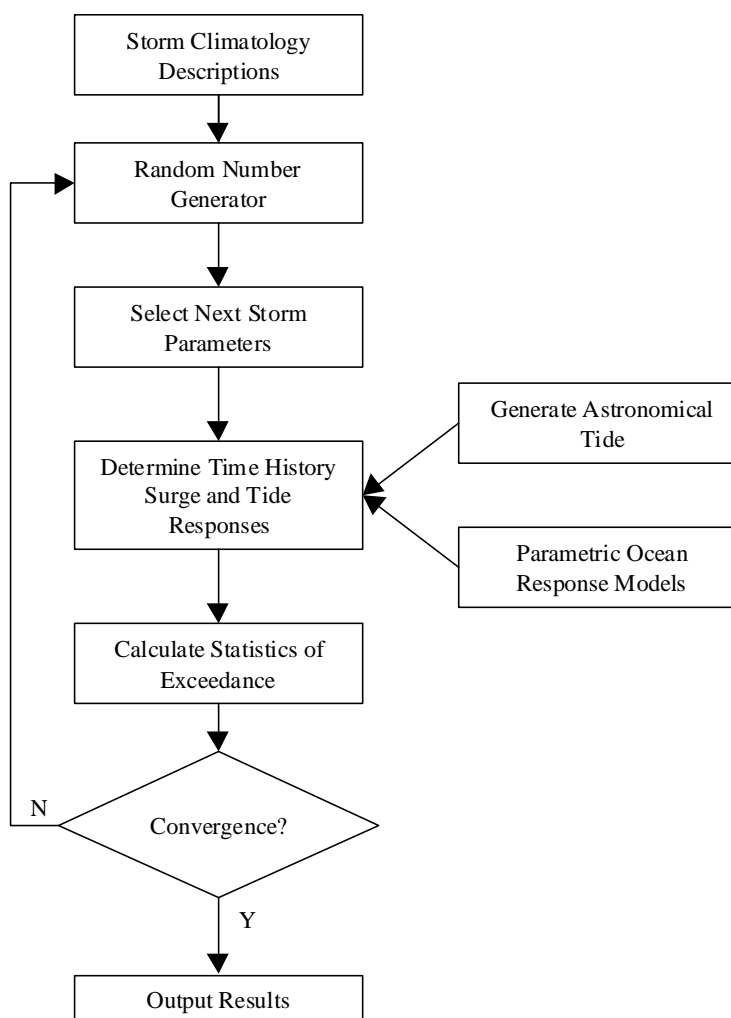 Storm Climatology
Descriptions
Random Number
Generator
Select Next Storm
Parameters
Generate Astronomical
Tide
Determine Time History
Surge and Tide
Responses
Parametric Ocean
Response Models
Calculate Statistics of
Exceedance
N
Convergence?
Y
Output Results